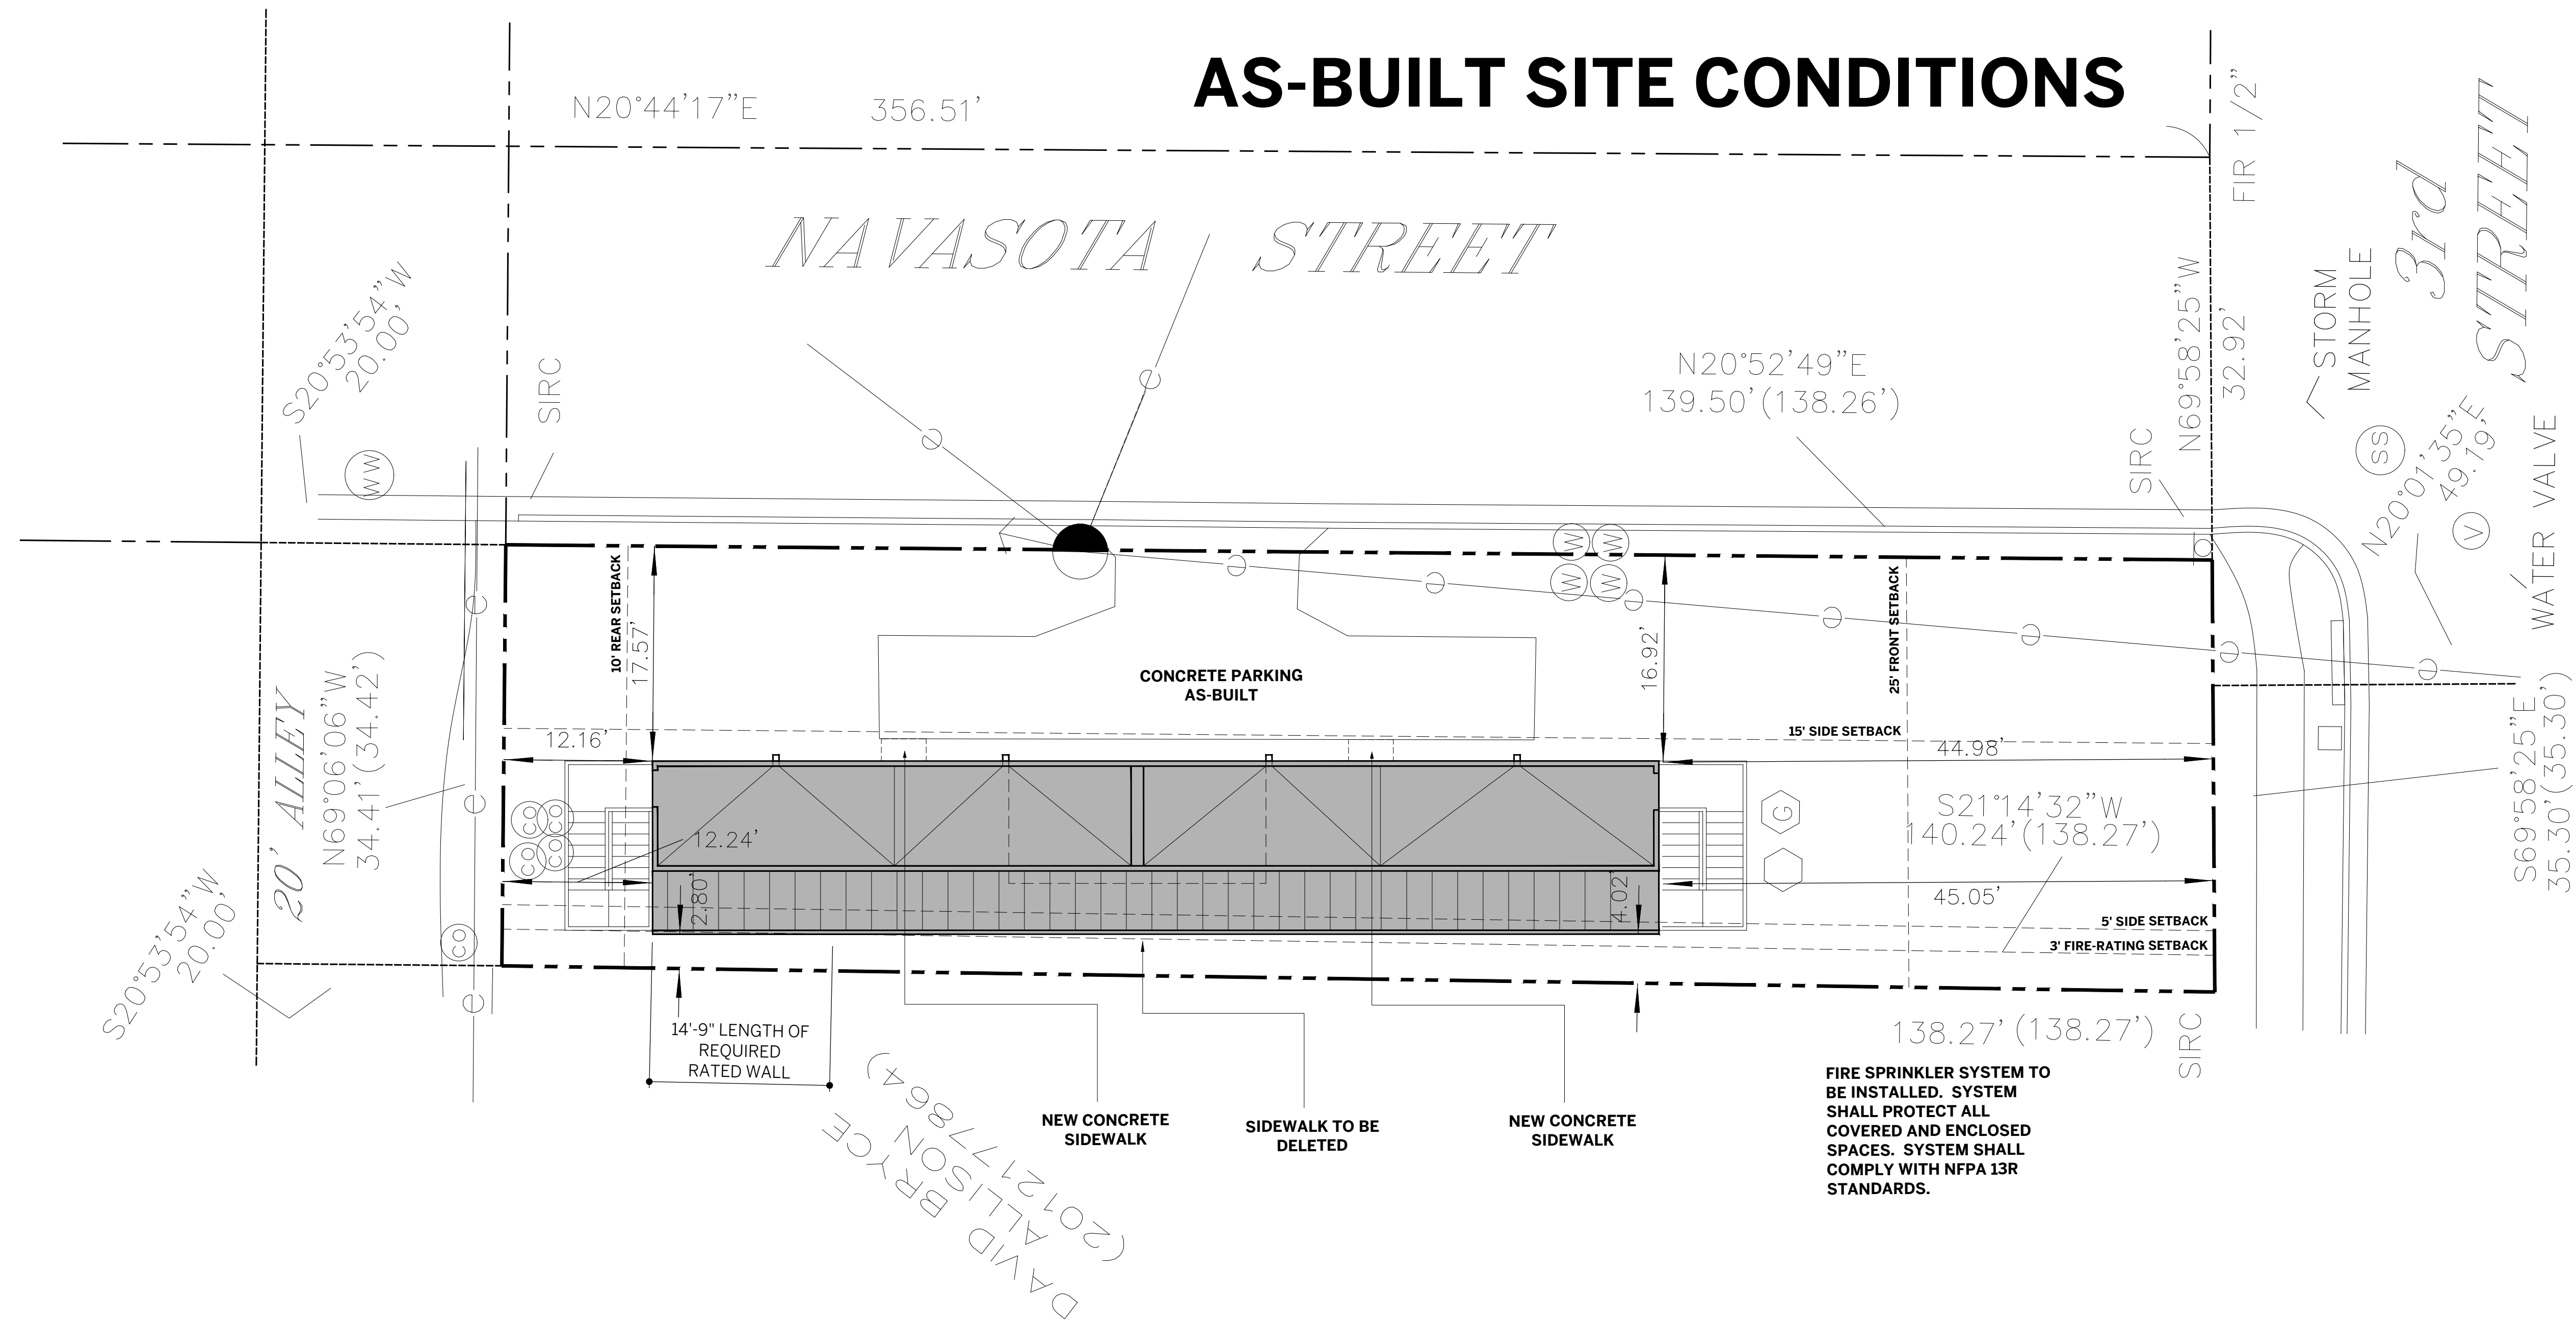 AS-BUILT SITE CONDITIONS
N20°44'17"E 356.51'
FIR 1/2"
3rd
STREET
NAVASOTA STREET
S20°53'54"W
20.00'
SIRC
N20°52'49"E
139.50'(138.26')
N69°58'25"W
32.92'
STORM
MANHOLE
SIRC
WW
SS
N20°01'35"E
49.19'
V
WATER VALVE
e
e
W
W
W
W
e
e
e
e
e
e
e
e
e
e
10' REAR SETBACK
17.57'
16.92'
25' FRONT SETBACK
CONCRETE PARKING
AS-BUILT
20' ALLEY
N69°06'06"W
34.41'(34.42')
12.16'
15' SIDE SETBACK
44.98'
S69°58'25"E
35.30'(35.30')
CO
CO
CO
CO
12.24'
G
S21°14'32"W
140.24'(138.27')
2.80'
4.02'
45.05'
5' SIDE SETBACK
3' FIRE-RATING SETBACK
CO
S20°53'54"W
20.00'
14'-9" LENGTH OF
REQUIRED
RATED WALL
138.27' (138.27')
SIRC
DAVID BRYCE
ALLISON
(2012177864)
NEW CONCRETE
SIDEWALK
SIDEWALK TO BE
DELETED
NEW CONCRETE
SIDEWALK
FIRE SPRINKLER SYSTEM TO
BE INSTALLED. SYSTEM
SHALL PROTECT ALL
COVERED AND ENCLOSED
SPACES. SYSTEM SHALL
COMPLY WITH NFPA 13R
STANDARDS.